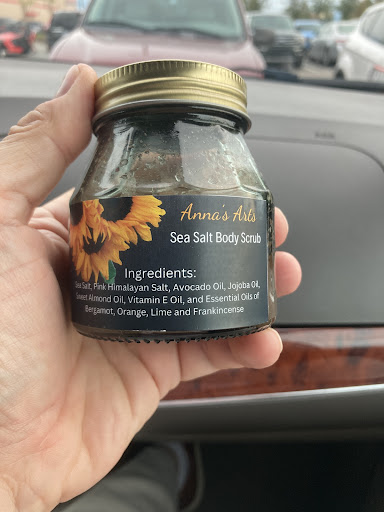 Anna's Arts
Sea Salt Body Scrub
Ingredients:
Sea Salt, Pink Himalayan Salt, Avocado Oil, Jojoba Oil,
Sweet Almond Oil, Vitamin E Oil, and Essential Oils of
Bergamot, Orange, Lime and Frankincense